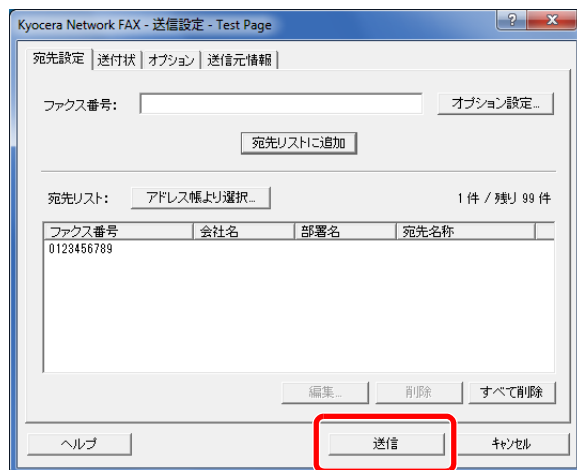 Kyocera Network FAX - 送信設定 - Test Page
宛先設定 送付状 オプション 送信元情報
ファクス番号: オプション設定...
宛先リストに追加
宛先リスト: アドレス帳より選択... 1 件 / 残り 99 件
ファクス番号 会社名 部署名 宛先名称
0123456789
編集... 削除 すべて削除
ヘルプ 送信 キャンセル